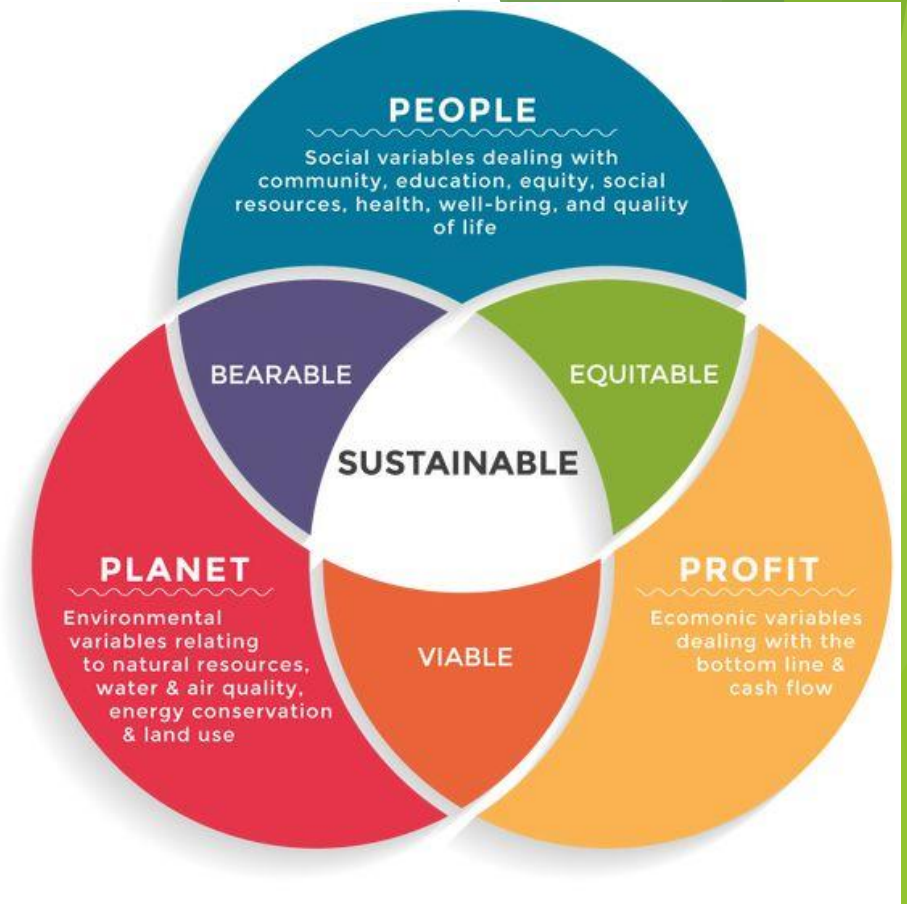 PEOPLE
Social variables dealing with
community, education, equity, social
resources, health, well-bring, and quality
of life
BEARABLE
EQUITABLE
SUSTAINABLE
PLANET
Environmental
variables relating
to natural resources,
water & air quality,
energy conservation
& land use
PROFIT
Ecomonic variables
dealing with the
bottom line &
cash flow
VIABLE